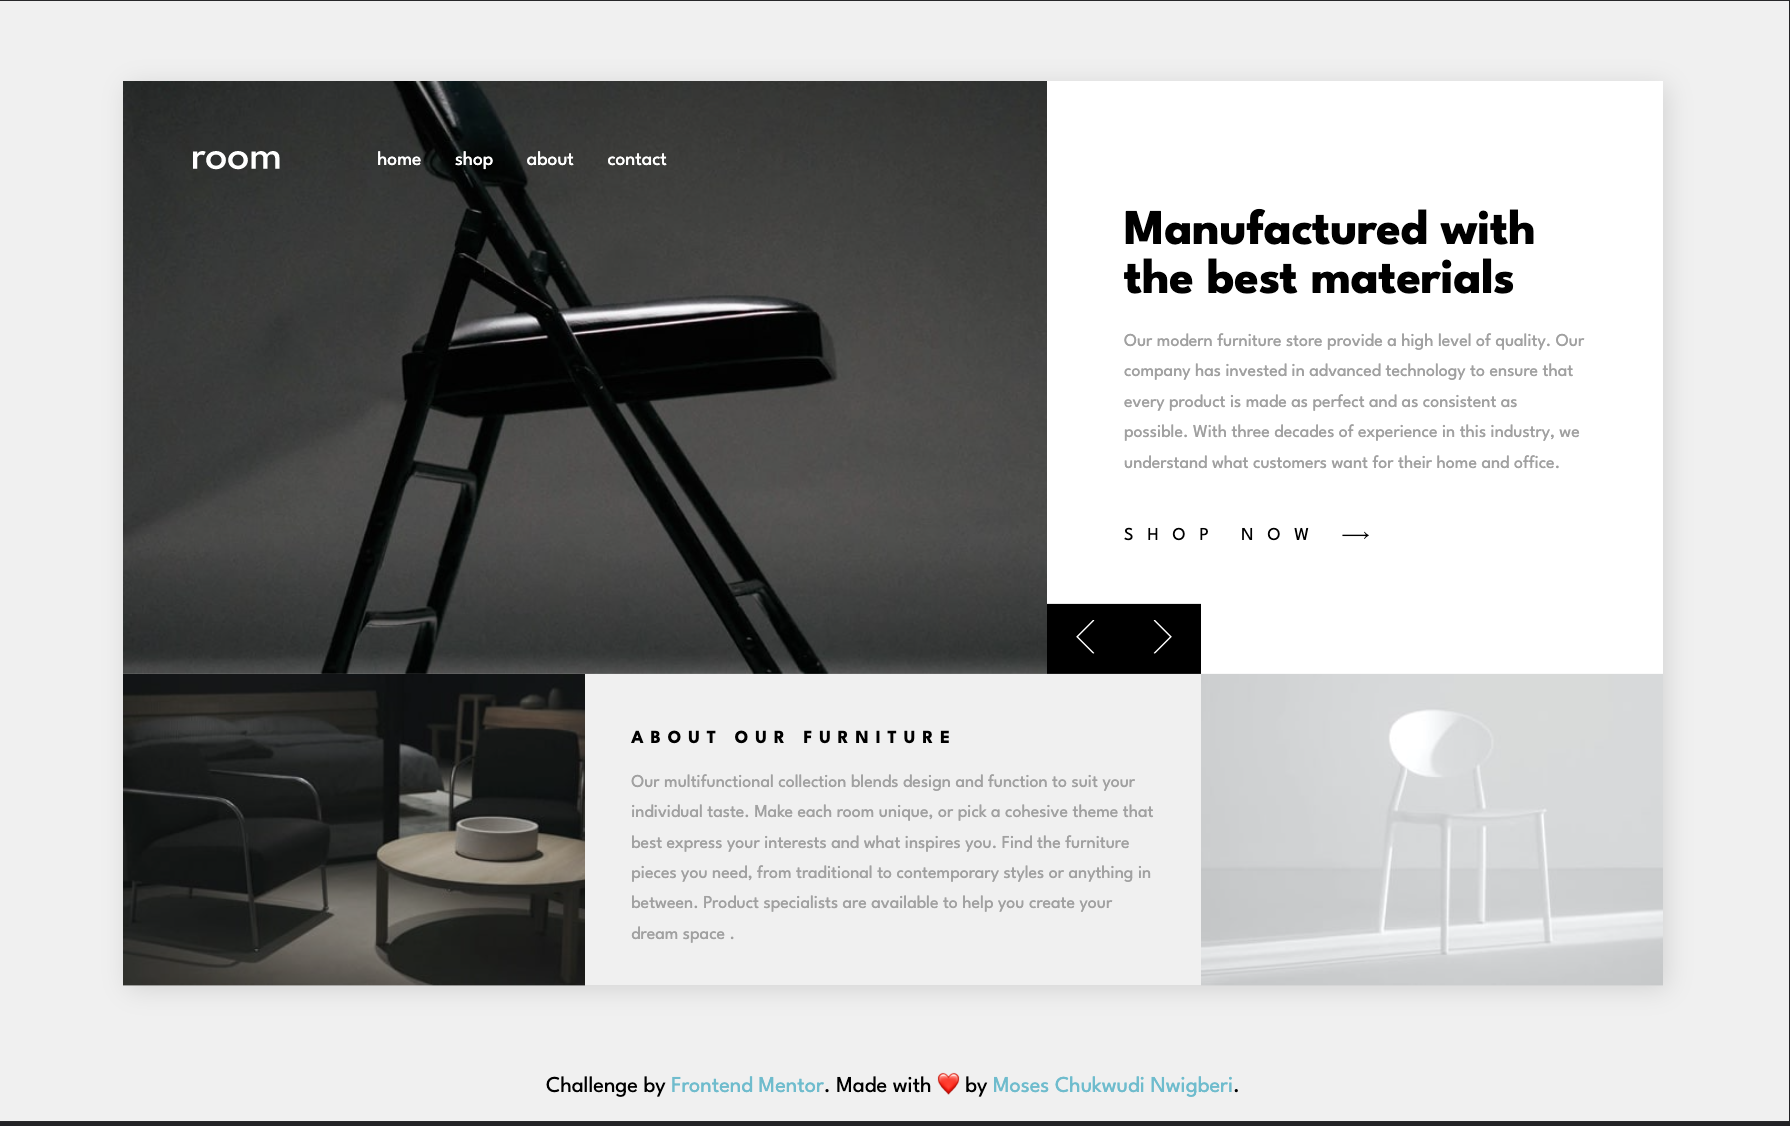 room
home shop about contact
Manufactured with
the best materials
Our modern furniture store provide a high level of quality. Our
company has invested in advanced technology to ensure that
every product is made as perfect and as consistent as
possible. With three decades of experience in this industry, we
understand what customers want for their home and office.
SHOP NOW
ABOUT OUR FURNITURE
Our multifunctional collection blends design and function to suit your
individual taste. Make each room unique, or pick a cohesive theme that
best express your interests and what inspires you. Find the furniture
pieces you need, from traditional to contemporary styles or anything in
between. Product specialists are available to help you create your
dream space .
Challenge by Frontend Mentor. Made with ❤️ by Moses Chukwudi Nwigberi.